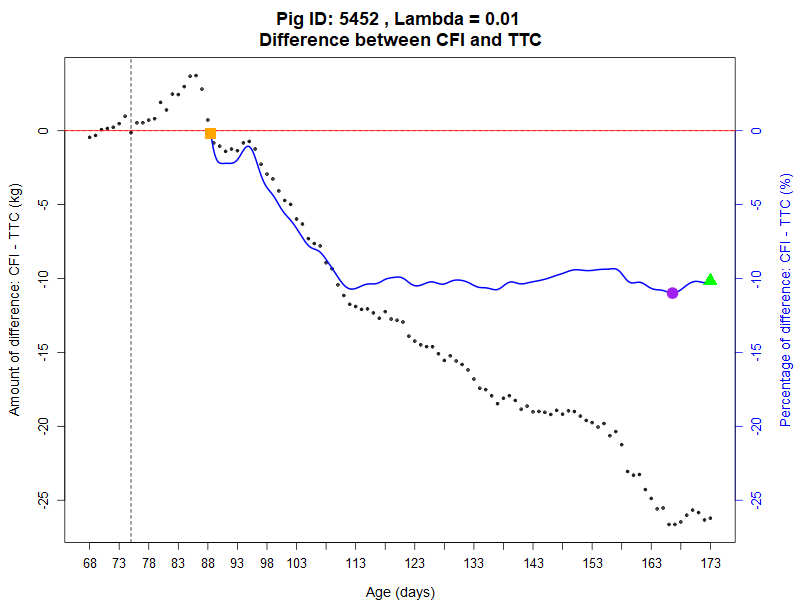 Pig ID: 5452 , Lambda = 0.01
Difference between CFI and TTC
Amount of difference: CFI - TTC (kg)
0
-5
-10
-15
-20
-25
0
-5
-10
-15
-20
-25
Percentage of difference: CFI - TTC (%)
68 73 78 83 88 93 98 103 113 123 133 143 153 163 173
Age (days)